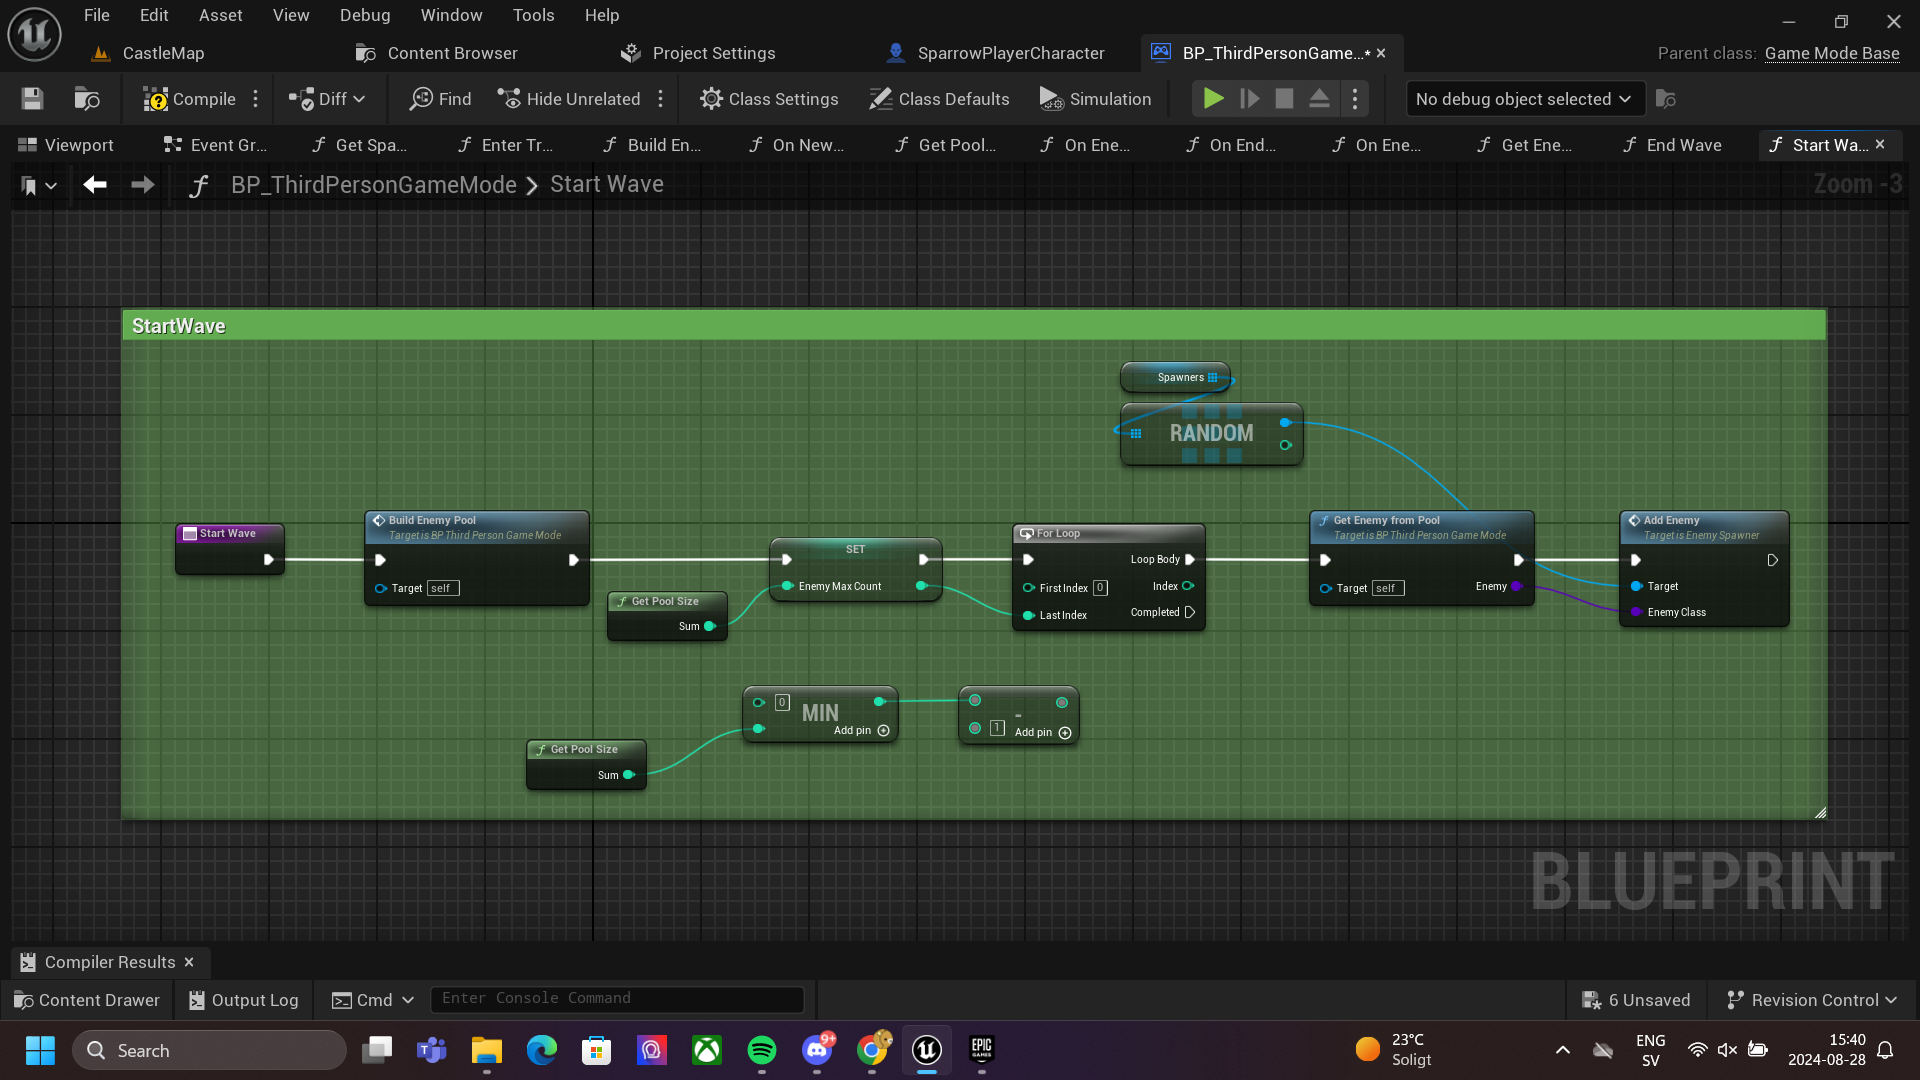 File Edit Asset View Debug Window Tools Help
CastleMap Content Browser Project Settings SparrowPlayerCharacter BP_ThirdPersonGame...* Parent class: Game Mode Base
Compile Diff Find Hide Unrelated Class Settings Class Defaults Simulation No debug object selected
Viewport Event Gr... Get Spa... Enter Tr... Build En... On New... Get Pool... On Ene... On End... On Ene... Get Ene... End Wave Start Wa...
BP_ThirdPersonGameMode > Start Wave Zoom -3
StartWave
Spawners
RANDOM
Start Wave
Build Enemy Pool
Target is BP Third Person Game Mode
Target self
Get Pool Size
Sum
SET
Enemy Max Count
For Loop
Loop Body
First Index 0 Index
Last Index Completed
Get Enemy from Pool
Target is BP Third Person Game Mode
Target self Enemy
Add Enemy
Target is Enemy Spawner
Target
Enemy Class
Get Pool Size
Sum
0 MIN
Add pin
-
1 Add pin
BLUEPRINT
Compiler Results
Content Drawer Output Log Cmd Enter Console Command 6 Unsaved Revision Control
Search 9+ EPIC GAMES 23°C ENG 15:40
Soligt SV 2024-08-28